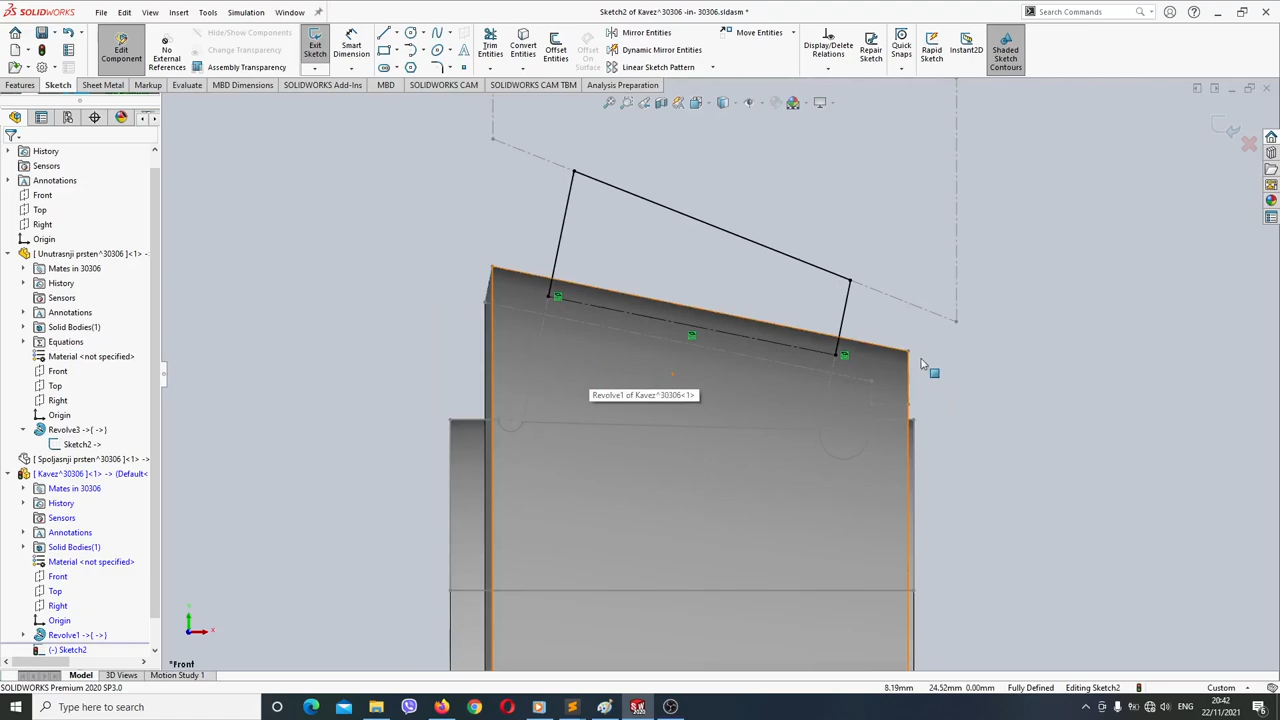 SOLIDWORKS
File Edit View Insert Tools Simulation Window
Sketch2 of Kavez^30306 -in- 30306.sldasm *
Search Commands
Edit Component
No External References
Hide/Show Components
Change Transparency
Assembly Transparency
Exit Sketch
Smart Dimension
Trim Entities
Convert Entities
Offset Entities
Offset On Surface
Mirror Entities
Dynamic Mirror Entities
Linear Sketch Pattern
Move Entities
Display/Delete Relations
Repair Sketch
Quick Snaps
Rapid Sketch
Instant2D
Shaded Sketch Contours
Features Sketch Sheet Metal Markup Evaluate MBD Dimensions SOLIDWORKS Add-Ins MBD SOLIDWORKS CAM SOLIDWORKS CAM TBM Analysis Preparation
History
Sensors
Annotations
Front
Top
Right
Origin
[ Unutrasnji prsten^30306 ]<1> -
Mates in 30306
History
Sensors
Annotations
Solid Bodies(1)
Equations
Material <not specified>
Front
Top
Right
Origin
Revolve3 ->{ ->}
Sketch2 ->
[ Spoljasnji prsten^30306 ]<1> ->
[ Kavez^30306 ]<1> -> (Default<
Mates in 30306
History
Sensors
Annotations
Solid Bodies(1)
Material <not specified>
Front
Top
Right
Origin
Revolve1 ->{ ->}
(-) Sketch2
Revolve1 of Kavez^30306<1>
Y
X
*Front
Model 3D Views Motion Study 1
SOLIDWORKS Premium 2020 SP3.0
8.19mm 24.52mm 0.00mm Fully Defined Editing Sketch2 Custom
Type here to search
ENG
20:42
22/11/2021